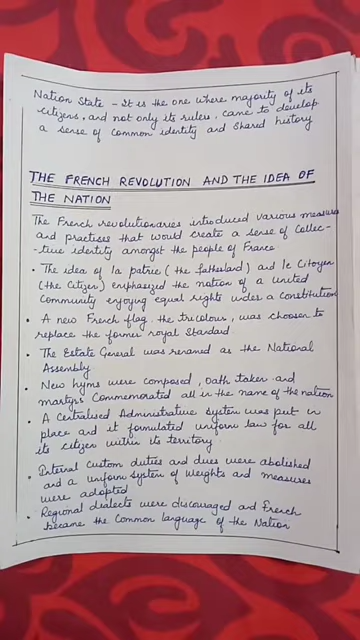 Nation State - It is the one where majority of its
citizens, and not only its rulers, came to develop
a sense of common identity and shared history
THE FRENCH REVOLUTION AND THE IDEA OF
THE NATION
The French revolutionaries introduced various measures
and practises that would create a sense of Collec-
-tive identity amongst the people of France
• The idea of la patrie (the fatherland) and le Citoyen
(the Citizen) emphasized the notion of a United
Community enjoying equal rights under a constitution
• A new French flag, the tricolour, was choosen to
replace the former royal Standard.
• The Estate General was renamed as the National
Assembly
• New hyms were composed, Oath taken and
martyrs Commemorated all in the name of the nation
• A Centralised Administrative System was put in
place and it formulated uniform law for all
its citizen within its territory.
• Internal Custom duties and dues were abolished
and a uniform System of weights and measures
were adopted
• Regional dialects were discouraged and French
became the Common language of the Nation